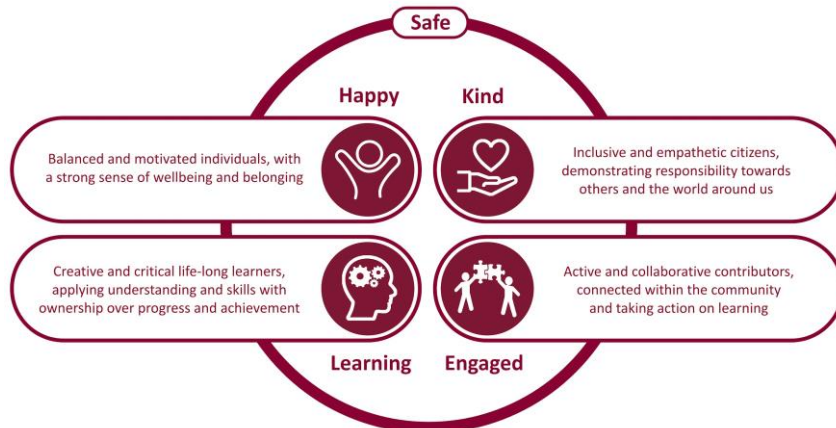 Safe
Happy
Kind
Balanced and motivated individuals, with
a strong sense of wellbeing and belonging
Inclusive and empathetic citizens,
demonstrating responsibility towards
others and the world around us
Creative and critical life-long learners,
applying understanding and skills with
ownership over progress and achievement
Active and collaborative contributors,
connected within the community
and taking action on learning
Learning
Engaged